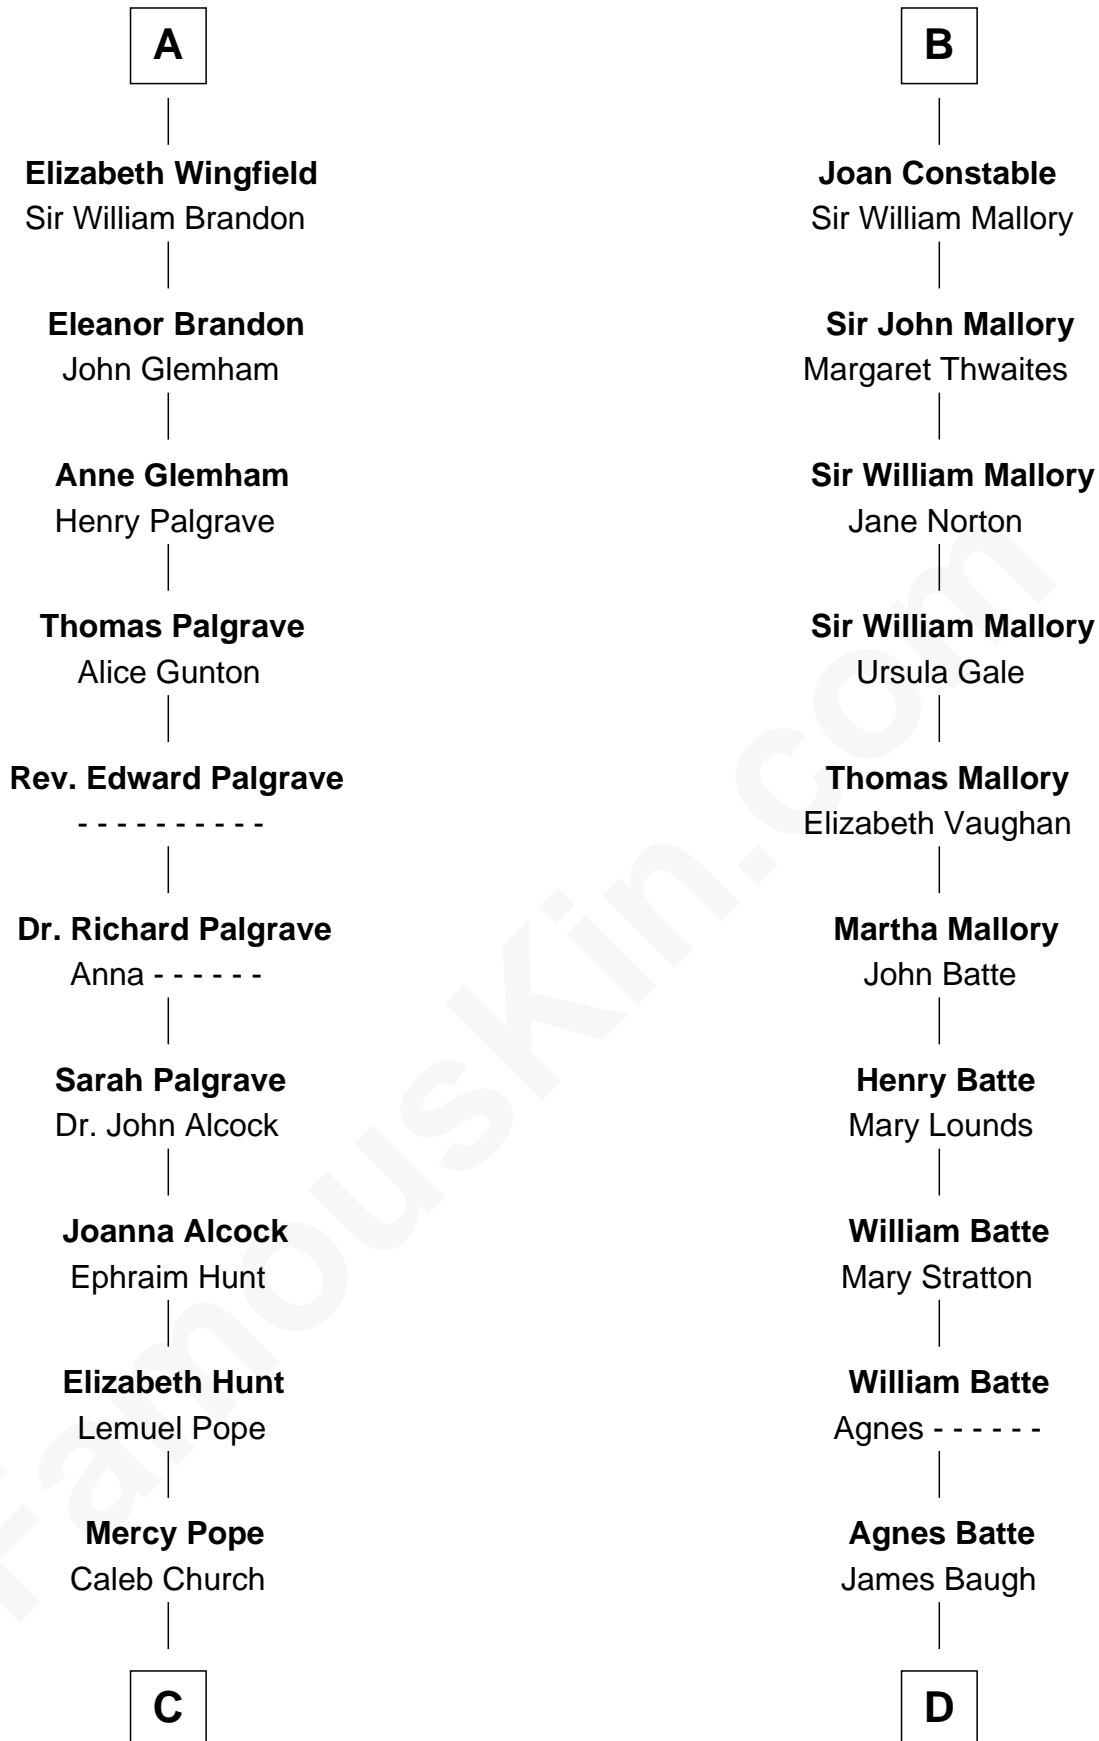 A
Elizabeth Wingfield
Sir William Brandon
Eleanor Brandon
John Glemham
Anne Glemham
Henry Palgrave
Thomas Palgrave
Alice Gunton
Rev. Edward Palgrave
- - - - - - - - - -
Dr. Richard Palgrave
Anna - - - - - -
Sarah Palgrave
Dr. John Alcock
Joanna Alcock
Ephraim Hunt
Elizabeth Hunt
Lemuel Pope
Mercy Pope
Caleb Church
C
B
Joan Constable
Sir William Mallory
Sir John Mallory
Margaret Thwaites
Sir William Mallory
Jane Norton
Sir William Mallory
Ursula Gale
Thomas Mallory
Elizabeth Vaughan
Martha Mallory
John Batte
Henry Batte
Mary Lounds
William Batte
Mary Stratton
William Batte
Agnes - - - - - -
Agnes Batte
James Baugh
D
FamousKin.com